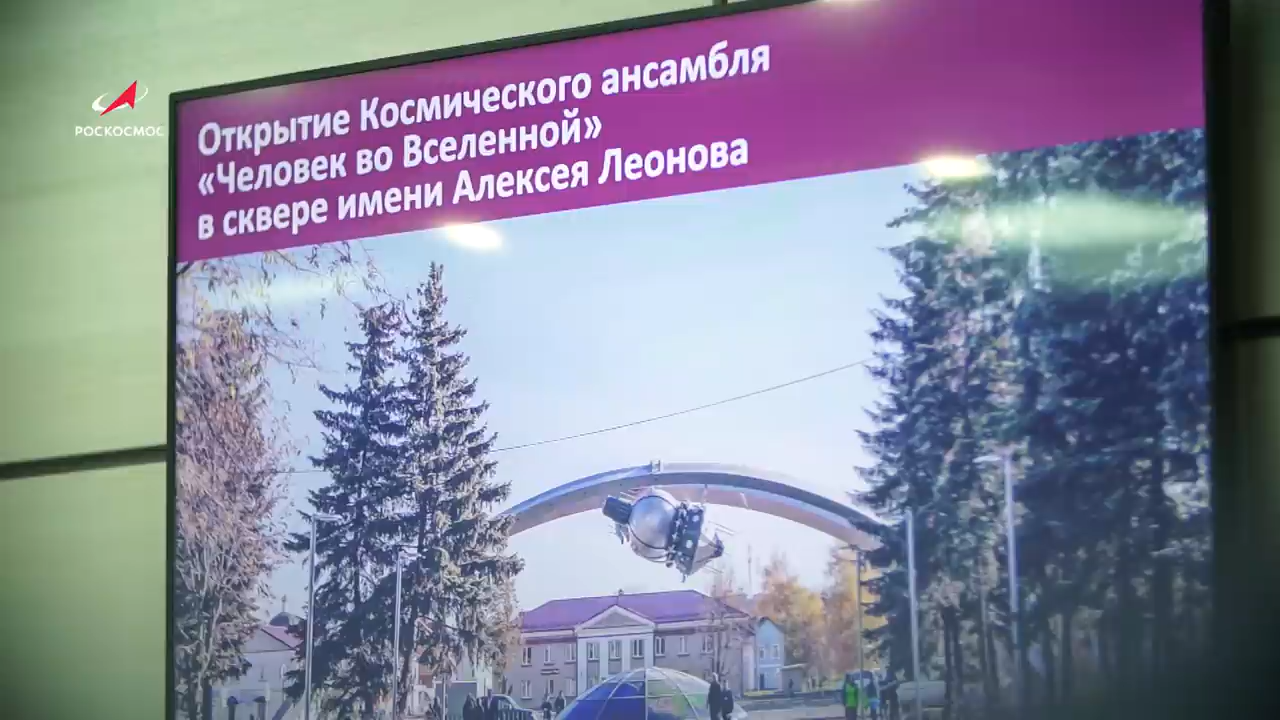 РОСКОСМОС
Открытие Космического ансамбля
«Человек во Вселенной»
в сквере имени Алексея Леонова